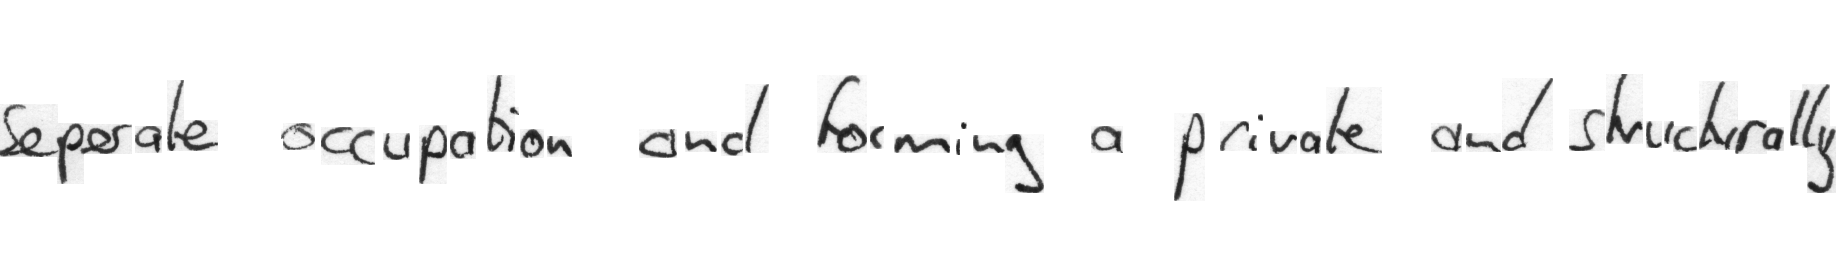 seperate occupation and forming a private and structurally